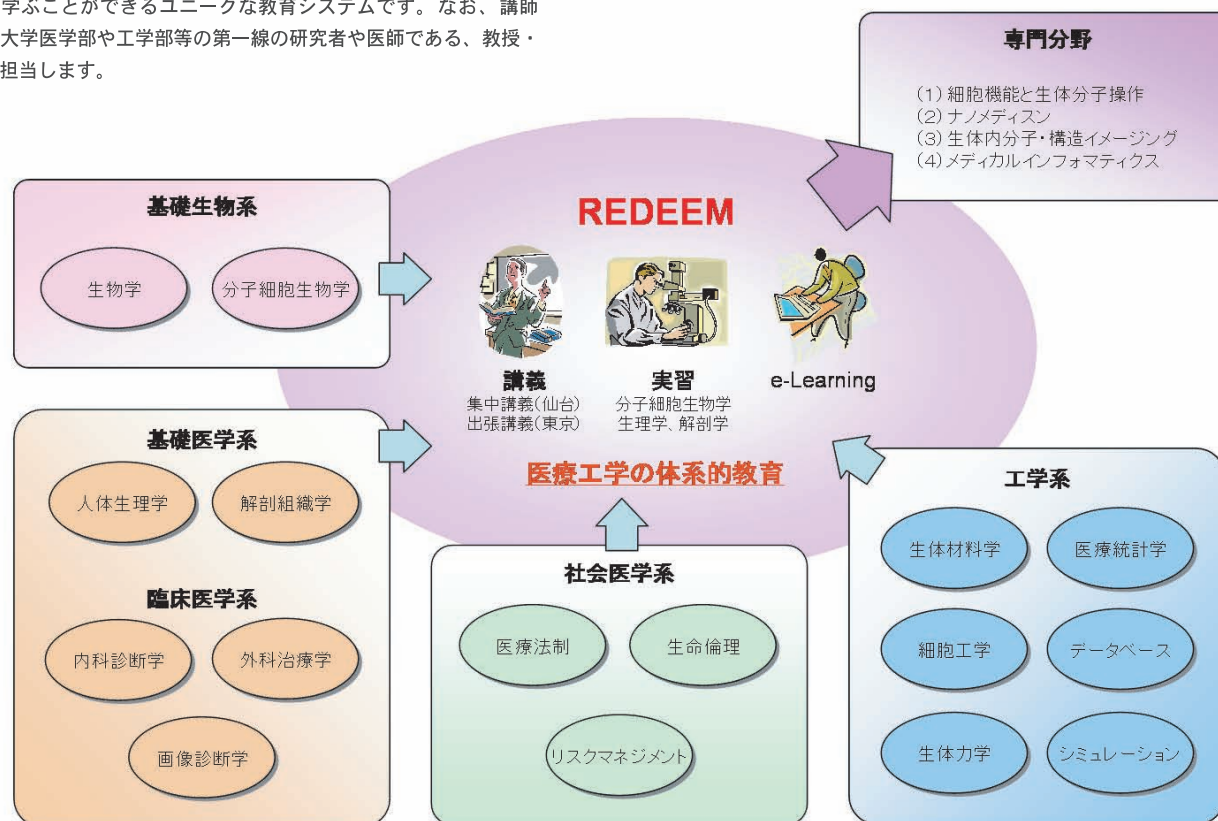 学ぶことができるユニークな教育システムです。なお、講師
大学医学部や工学部等の第一線の研究者や医師である、教授・
担当します。
専門分野
(1)細胞機能と生体分子操作
(2)ナノメディスン
(3)生体内分子・構造イメージング
(4)メディカルインフォマティクス
基礎生物系
生物学
分子細胞生物学
REDEEM
講義
集中講義(仙台)
出張講義(東京)
実習
分子細胞生物学
生理学、解剖学
e-Learning
医療工学の体系的教育
基礎医学系
人体生理学
解剖組織学
臨床医学系
内科診断学
外科治療学
画像診断学
社会医学系
医療法制
生命倫理
リスクマネジメント
工学系
生体材料学
医療統計学
細胞工学
データベース
生体力学
シミュレーション